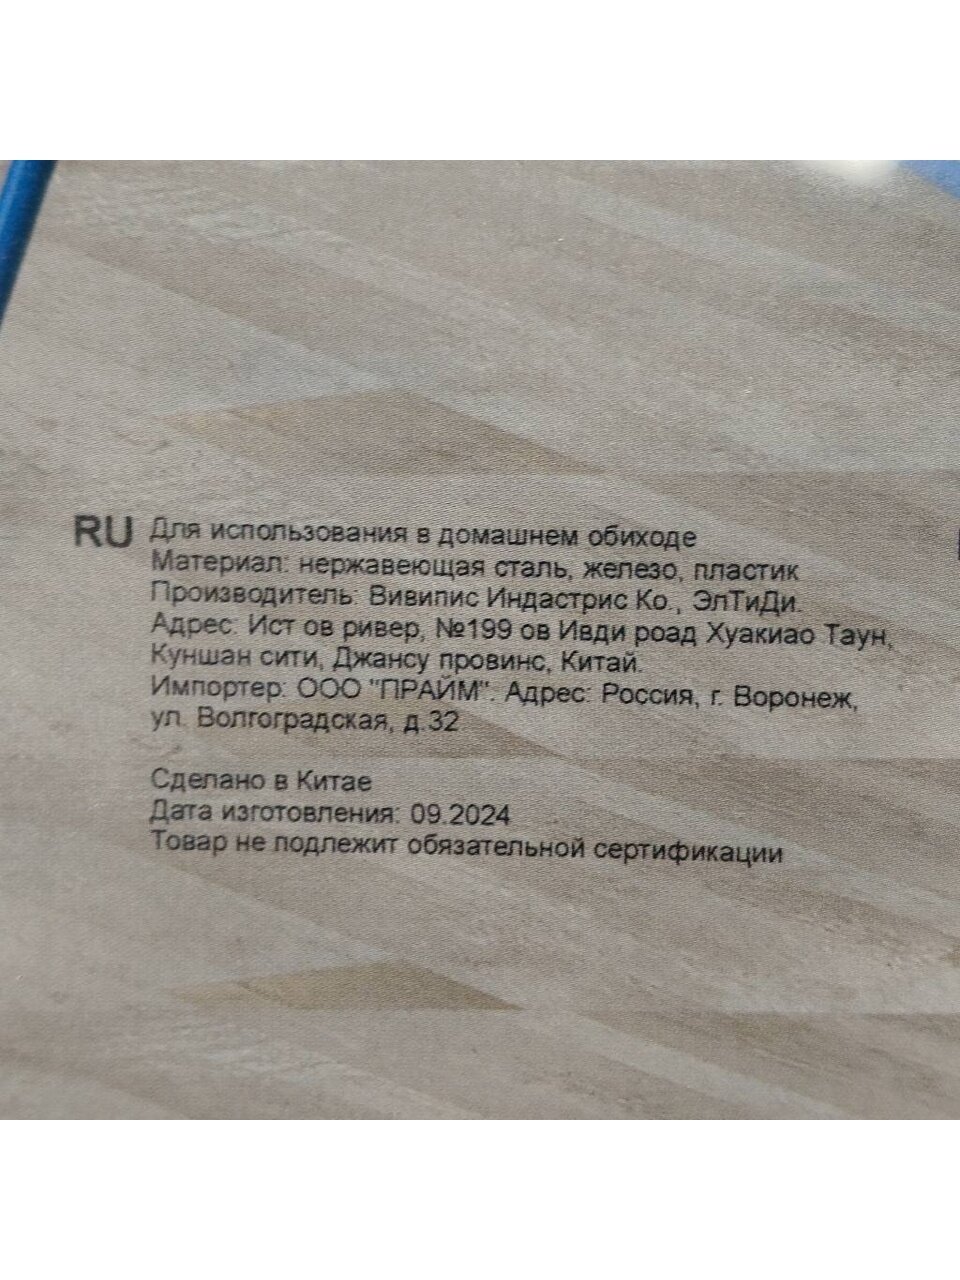 RU Для использования в домашнем обиходе
Материал: нержавеющая сталь, железо, пластик
Производитель: Вивипис Индастрис Ко., ЭлТиДи.
Адрес: Ист ов ривер, №199 ов Ивди роад Хуакиао Таун,
Куншан сити, Джансу провинс, Китай.
Импортер: ООО "ПРАЙМ". Адрес: Россия, г. Воронеж,
ул. Волгоградская, д.32
Сделано в Китае
Дата изготовления: 09.2024
Товар не подлежит обязательной сертификации